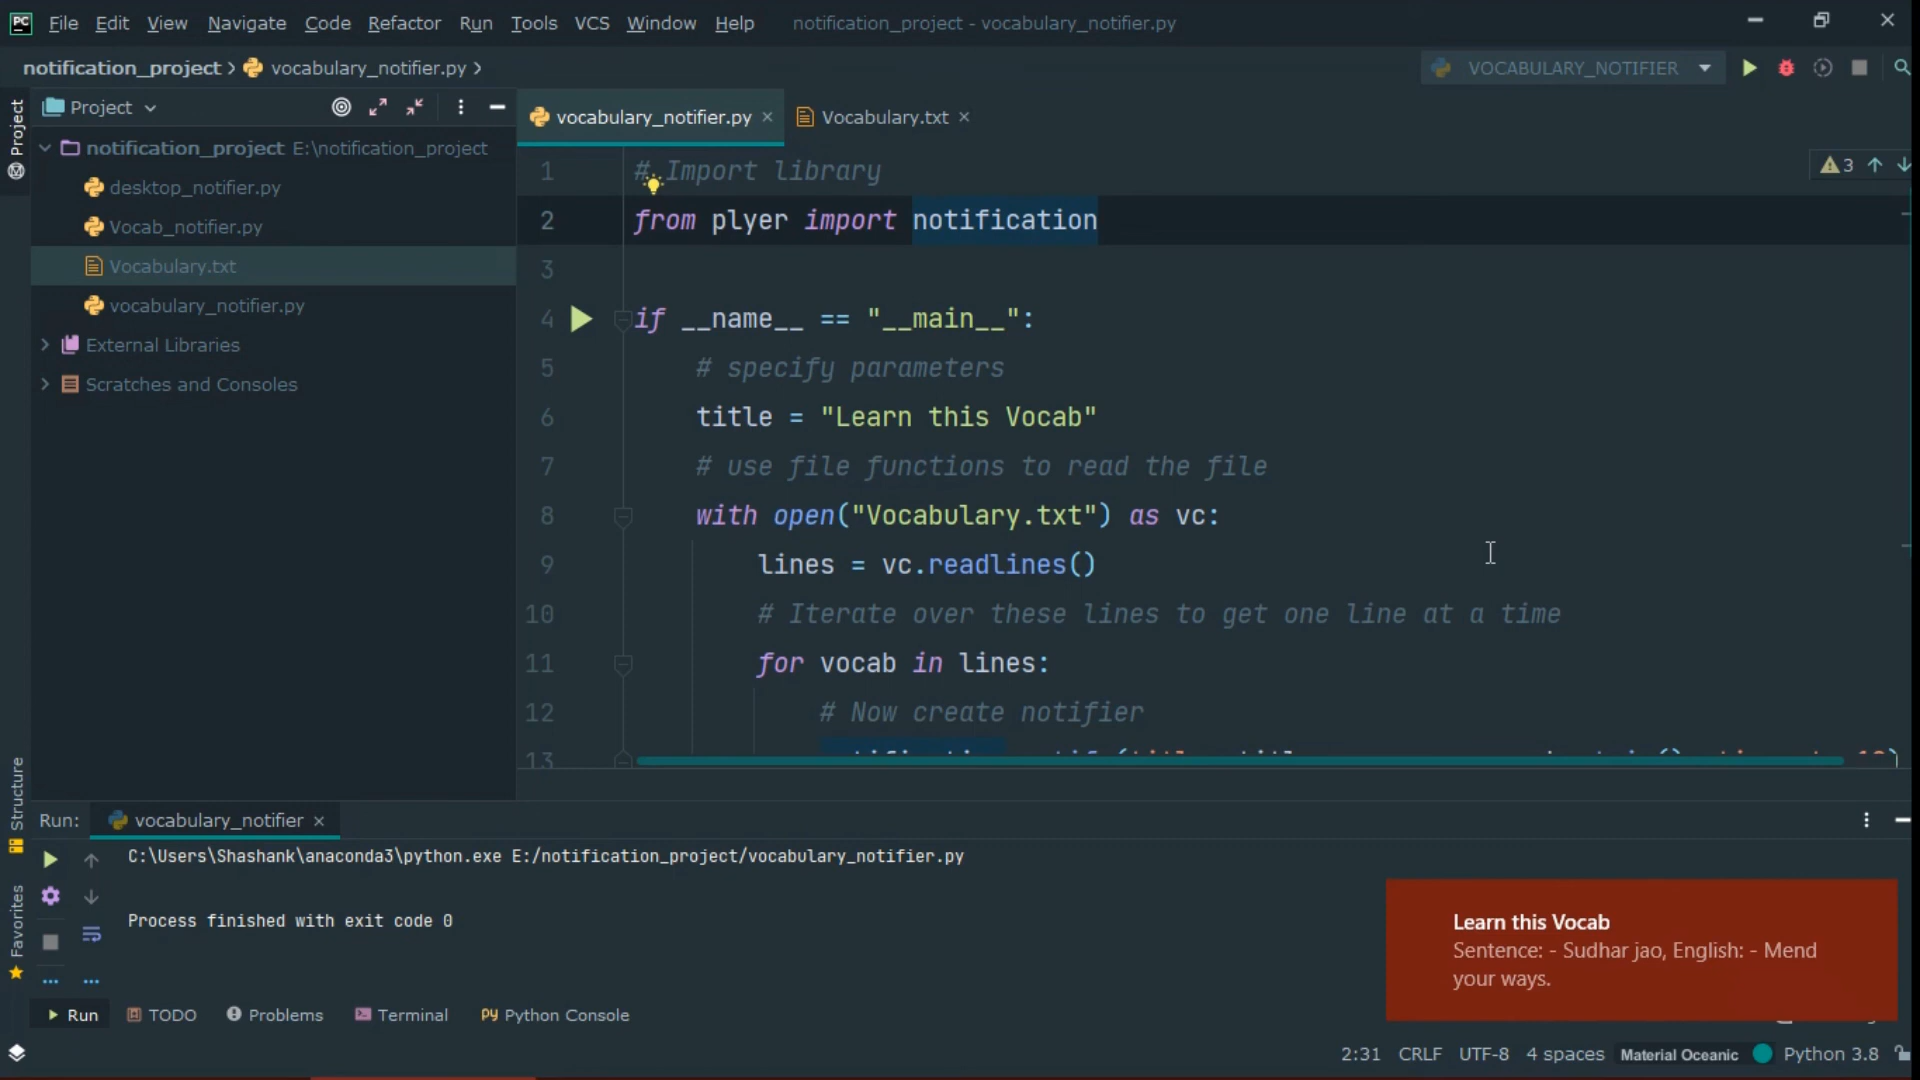 PC File Edit View Navigate Code Refactor Run Tools VCS Window Help notification_project - vocabulary_notifier.py
notification_project > vocabulary_notifier.py >
VOCABULARY_NOTIFIER
Project
Project
notification_project E:\notification_project
desktop_notifier.py
Vocab_notifier.py
Vocabulary.txt
vocabulary_notifier.py
External Libraries
Scratches and Consoles
vocabulary_notifier.py × Vocabulary.txt ×
3
1 # Import library
2 from plyer import notification
3
4 if __name__ == "__main__":
5 # specify parameters
6 title = "Learn this Vocab"
7 # use file functions to read the file
8 with open("Vocabulary.txt") as vc:
9 lines = vc.readlines()
10 # Iterate over these lines to get one line at a time
11 for vocab in lines:
12 # Now create notifier
13
Structure
Favorites
Run: vocabulary_notifier ×
C:\Users\Shashank\anaconda3\python.exe E:/notification_project/vocabulary_notifier.py
Process finished with exit code 0
Learn this Vocab
Sentence: - Sudhar jao, English: - Mend
your ways.
Run TODO Problems Terminal Python Console
2:31 CRLF UTF-8 4 spaces Material Oceanic Python 3.8